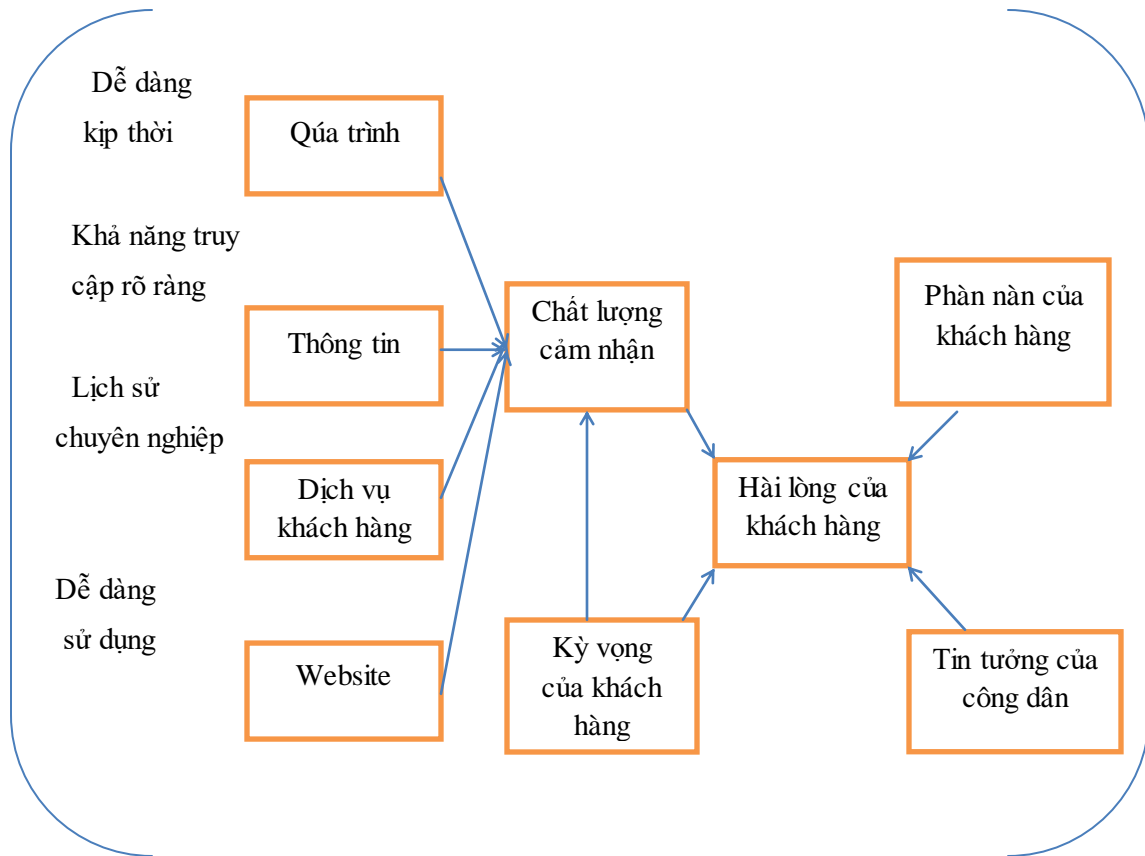 Dễ dàng
kịp thời
Qúa trình
Khả năng truy
cập rõ ràng
Thông tin
Lịch sử
chuyên nghiệp
Dịch vụ
khách hàng
Dễ dàng
sử dụng
Website
Chất lượng
cảm nhận
Kỳ vọng
của khách
hàng
Hài lòng của
khách hàng
Phàn nàn của
khách hàng
Tin tưởng của
công dân